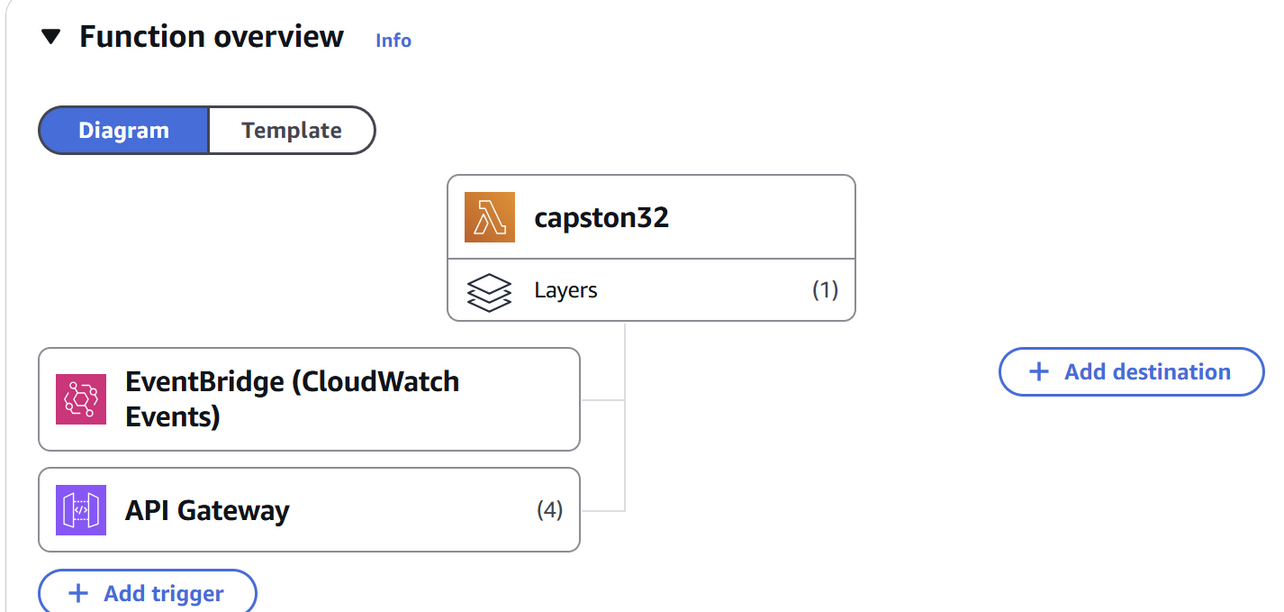 Function overview Info
Diagram Template
capston32
Layers (1)
EventBridge (CloudWatch
Events)
+ Add destination
API Gateway (4)
+ Add trigger